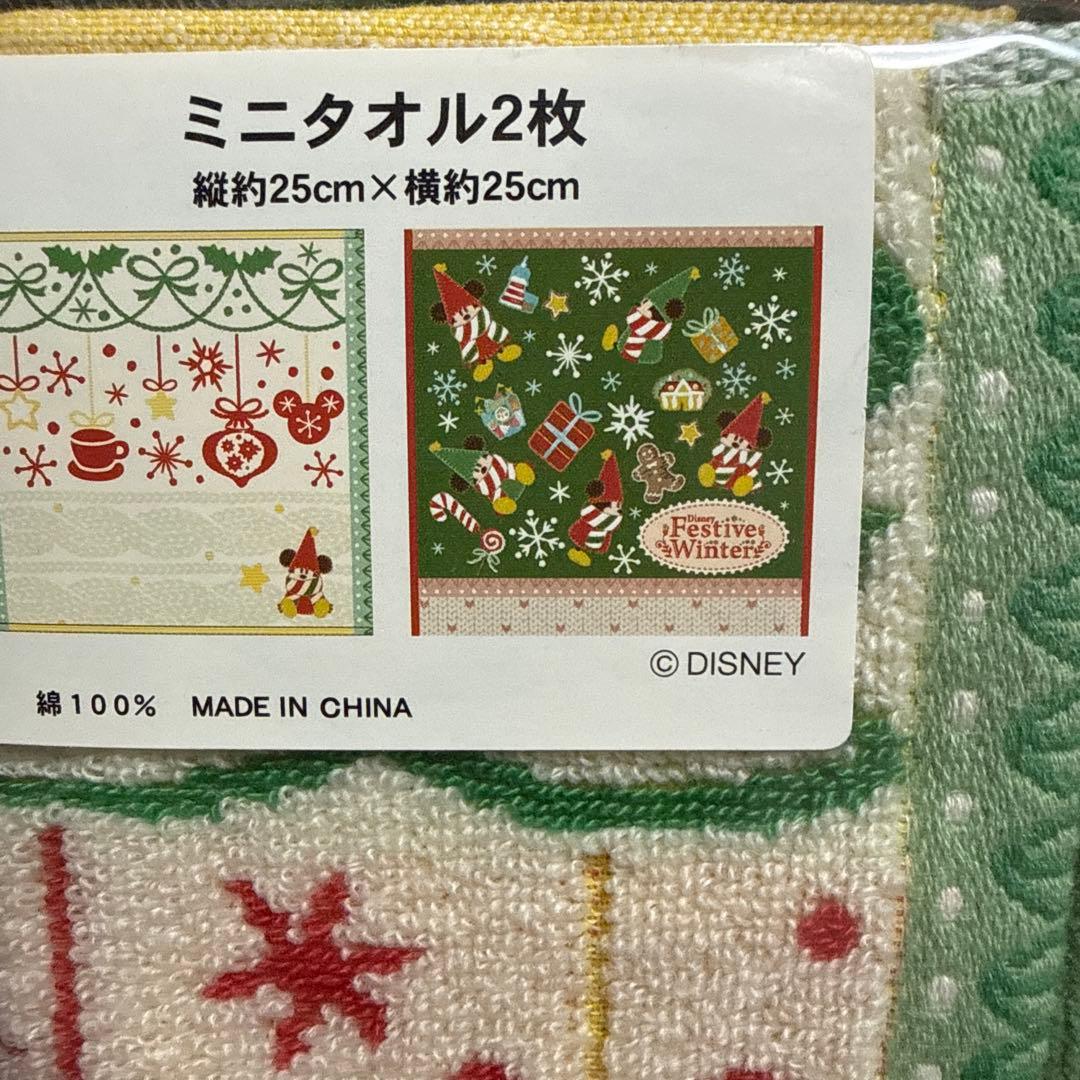 ミニタオル2枚
縦約25cm×横約25cm
Disney
Festive
Winter
© DISNEY
綿100% MADE IN CHINA